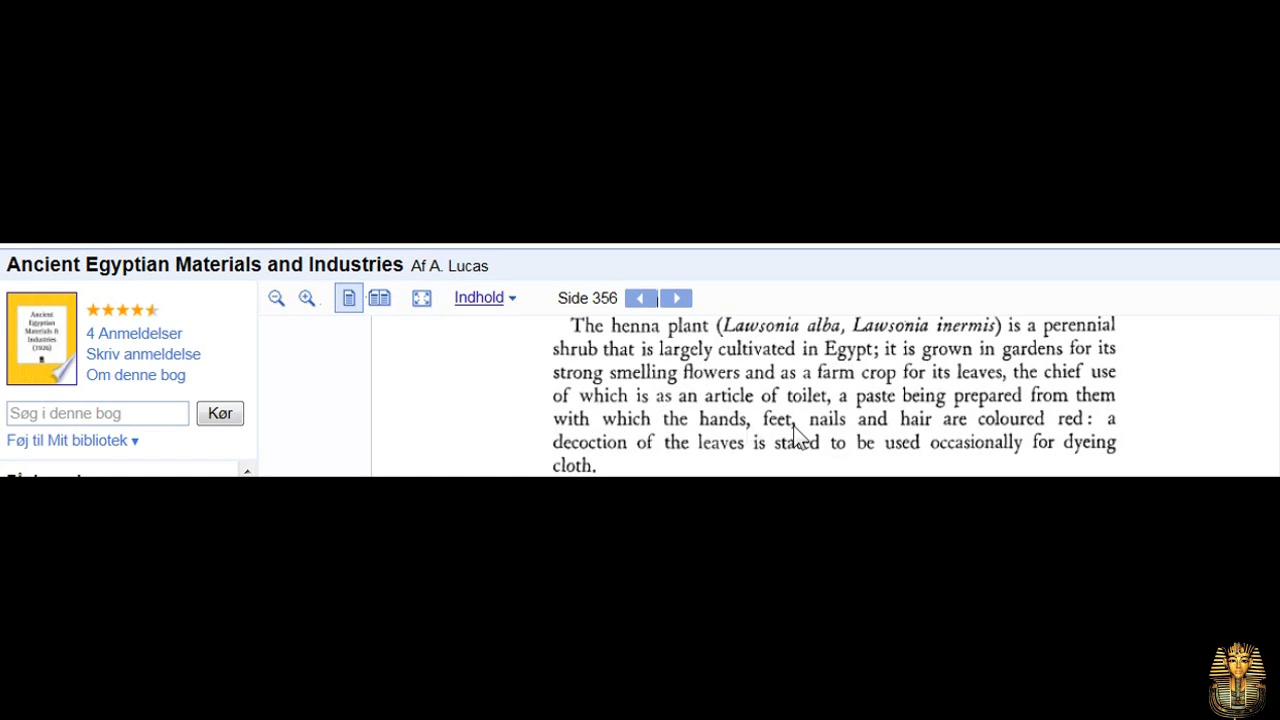 Ancient Egyptian Materials and Industries Af A. Lucas
Ancient
Egyptian
Materials &
Industries
(1926)
4 Anmeldelser
Skriv anmeldelse
Om denne bog
Søg i denne bog Kør
Føj til Mit bibliotek
Indhold Side 356
The henna plant (Lawsonia alba, Lawsonia inermis) is a perennial
shrub that is largely cultivated in Egypt; it is grown in gardens for its
strong smelling flowers and as a farm crop for its leaves, the chief use
of which is as an article of toilet, a paste being prepared from them
with which the hands, feet, nails and hair are coloured red: a
decoction of the leaves is stated to be used occasionally for dyeing
cloth.